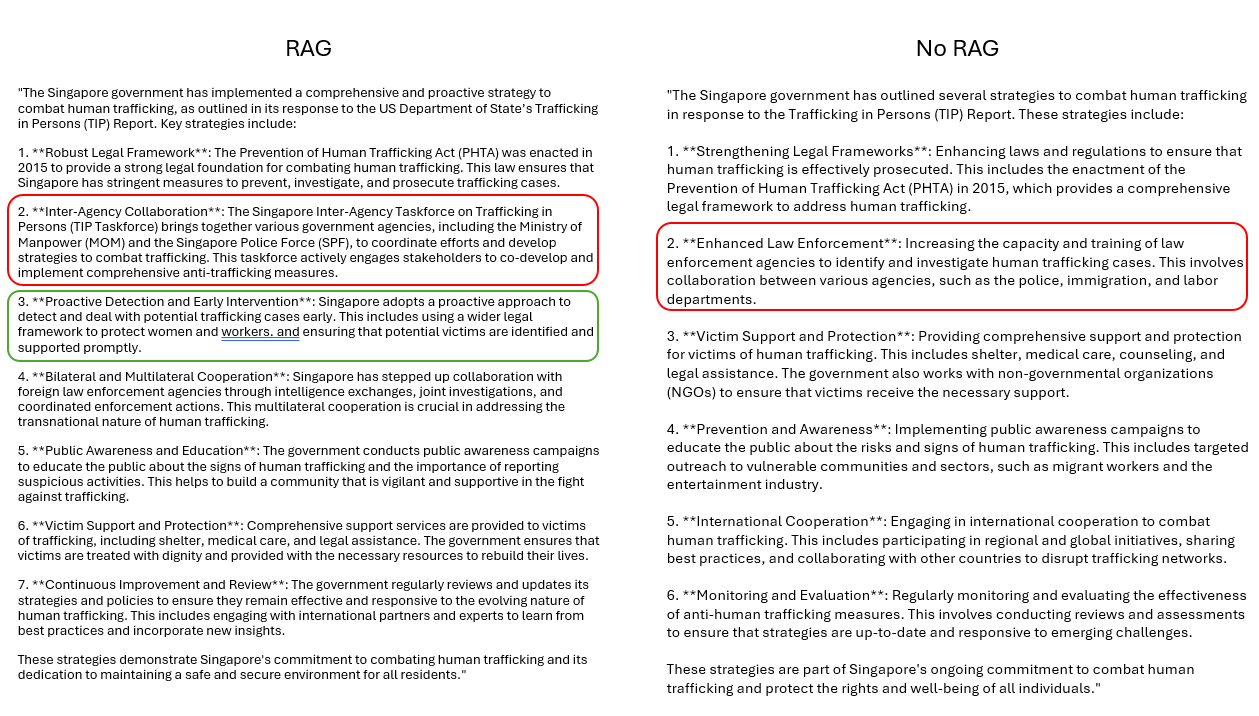 RAG
"The Singapore government has implemented a comprehensive and proactive strategy to
combat human trafficking, as outlined in its response to the US Department of State's Trafficking
in Persons (TIP) Report. Key strategies include:
1. **Robust Legal Framework**: The Prevention of Human Trafficking Act (PHTA) was enacted in
2015 to provide a strong legal foundation for combating human trafficking. This law ensures that
Singapore has stringent measures to prevent, investigate, and prosecute trafficking cases.
2. **Inter-Agency Collaboration**: The Singapore Inter-Agency Taskforce on Trafficking in
Persons (TIP Taskforce) brings together various government agencies, including the Ministry of
Manpower (MOM) and the Singapore Police Force (SPF), to coordinate efforts and develop
strategies to combat trafficking. This taskforce actively engages stakeholders to co-develop and
implement comprehensive anti-trafficking measures.
3. **Proactive Detection and Early Intervention**: Singapore adopts a proactive approach to
detect and deal with potential trafficking cases early. This includes using a wider legal
framework to protect women and workers. and ensuring that potential victims are identified and
supported promptly.
4. **Bilateral and Multilateral Cooperation**: Singapore has stepped up collaboration with
foreign law enforcement agencies through intelligence exchanges, joint investigations, and
coordinated enforcement actions. This multilateral cooperation is crucial in addressing the
transnational nature of human trafficking.
5. **Public Awareness and Education**: The government conducts public awareness campaigns
to educate the public about the signs of human trafficking and the importance of reporting
suspicious activities. This helps to build a community that is vigilant and supportive in the fight
against trafficking.
6. **Victim Support and Protection**: Comprehensive support services are provided to victims
of trafficking, including shelter, medical care, and legal assistance. The government ensures that
victims are treated with dignity and provided with the necessary resources to rebuild their lives.
7. **Continuous Improvement and Review**: The government regularly reviews and updates its
strategies and policies to ensure they remain effective and responsive to the evolving nature of
human trafficking. This includes engaging with international partners and experts to learn from
best practices and incorporate new insights.
These strategies demonstrate Singapore's commitment to combating human trafficking and its
dedication to maintaining a safe and secure environment for all residents."
No RAG
"The Singapore government has outlined several strategies to combat human trafficking
in response to the Trafficking in Persons (TIP) Report. These strategies include:
1. **Strengthening Legal Frameworks**: Enhancing laws and regulations to ensure that
human trafficking is effectively prosecuted. This includes the enactment of the
Prevention of Human Trafficking Act (PHTA) in 2015, which provides a comprehensive
legal framework to address human trafficking.
2. **Enhanced Law Enforcement**: Increasing the capacity and training of law
enforcement agencies to identify and investigate human trafficking cases. This involves
collaboration between various agencies, such as the police, immigration, and labor
departments.
3. **Victim Support and Protection**: Providing comprehensive support and protection
for victims of human trafficking. This includes shelter, medical care, counseling, and
legal assistance. The government also works with non-governmental organizations
(NGOs) to ensure that victims receive the necessary support.
4. **Prevention and Awareness**: Implementing public awareness campaigns to
educate the public about the risks and signs of human trafficking. This includes targeted
outreach to vulnerable communities and sectors, such as migrant workers and the
entertainment industry.
5. **International Cooperation**: Engaging in international cooperation to combat
human trafficking. This includes participating in regional and global initiatives, sharing
best practices, and collaborating with other countries to disrupt trafficking networks.
6. **Monitoring and Evaluation**: Regularly monitoring and evaluating the effectiveness
of anti-human trafficking measures. This involves conducting reviews and assessments
to ensure that strategies are up-to-date and responsive to emerging challenges.
These strategies are part of Singapore's ongoing commitment to combat human
trafficking and protect the rights and well-being of all individuals."